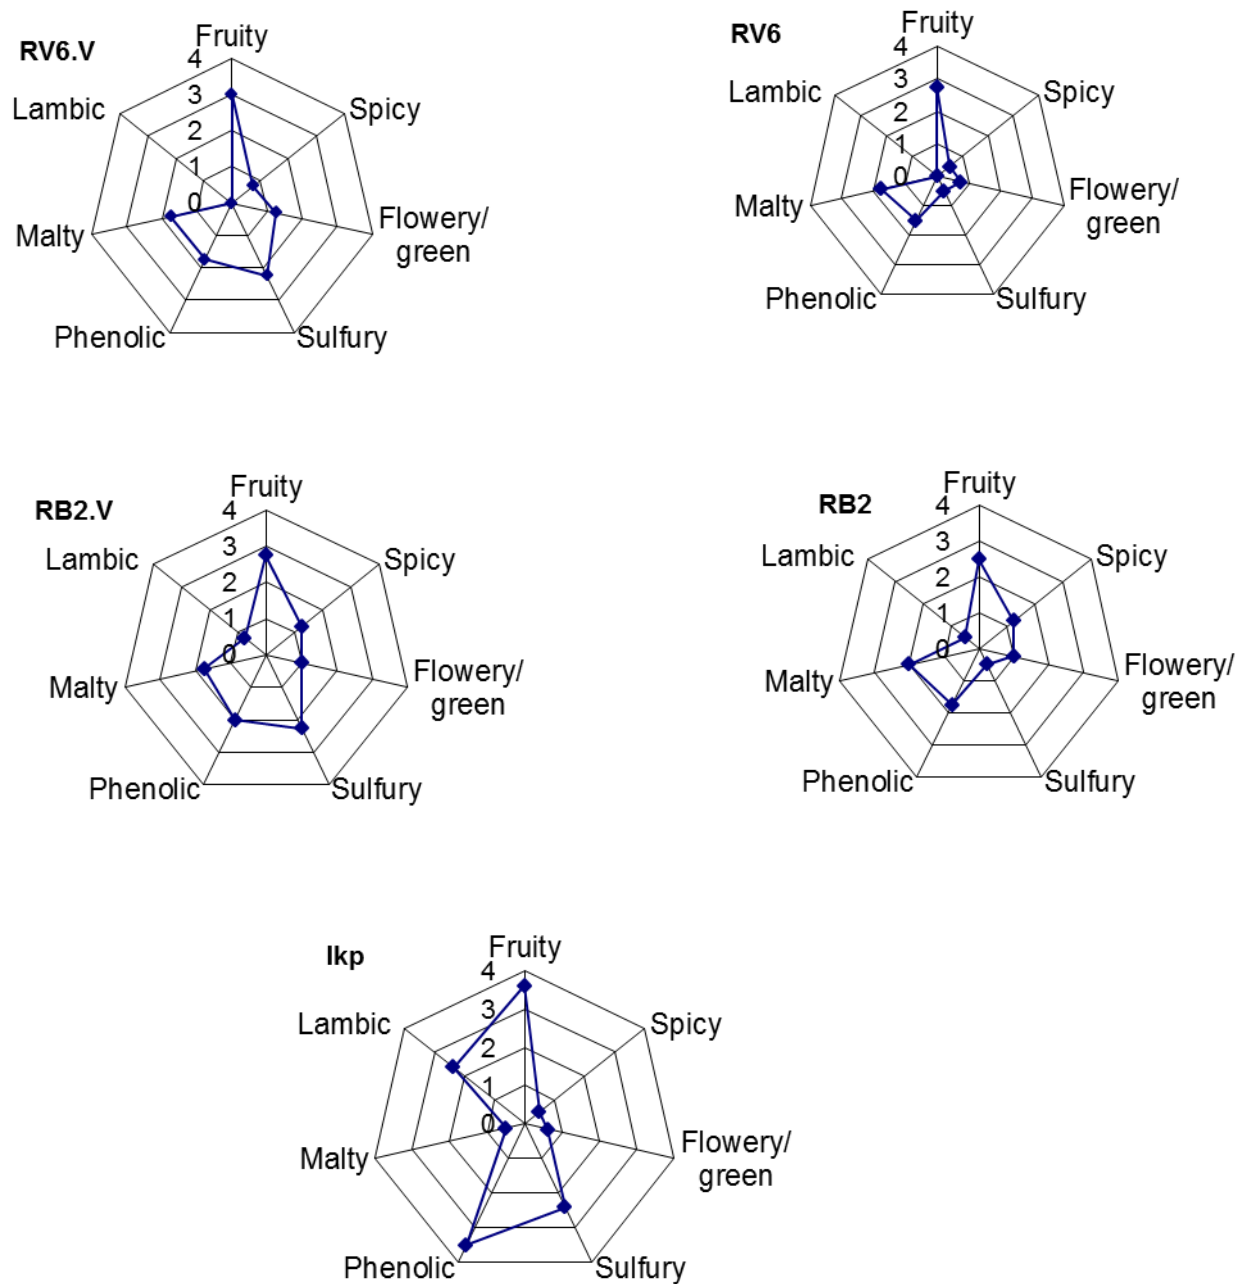 RV6.V
Fruity
4
3
2
1
0
Spicy
Flowery/
green
Sulfury
Phenolic
Malty
Lambic
RV6
Fruity
4
3
2
1
0
Spicy
Flowery/
green
Sulfury
Phenolic
Malty
Lambic
RB2.V
Fruity
4
3
2
1
0
Spicy
Flowery/
green
Sulfury
Phenolic
Malty
Lambic
RB2
Fruity
4
3
2
1
0
Spicy
Flowery/
green
Sulfury
Phenolic
Malty
Lambic
Ikp
Fruity
4
3
2
1
0
Spicy
Flowery/
green
Sulfury
Phenolic
Malty
Lambic